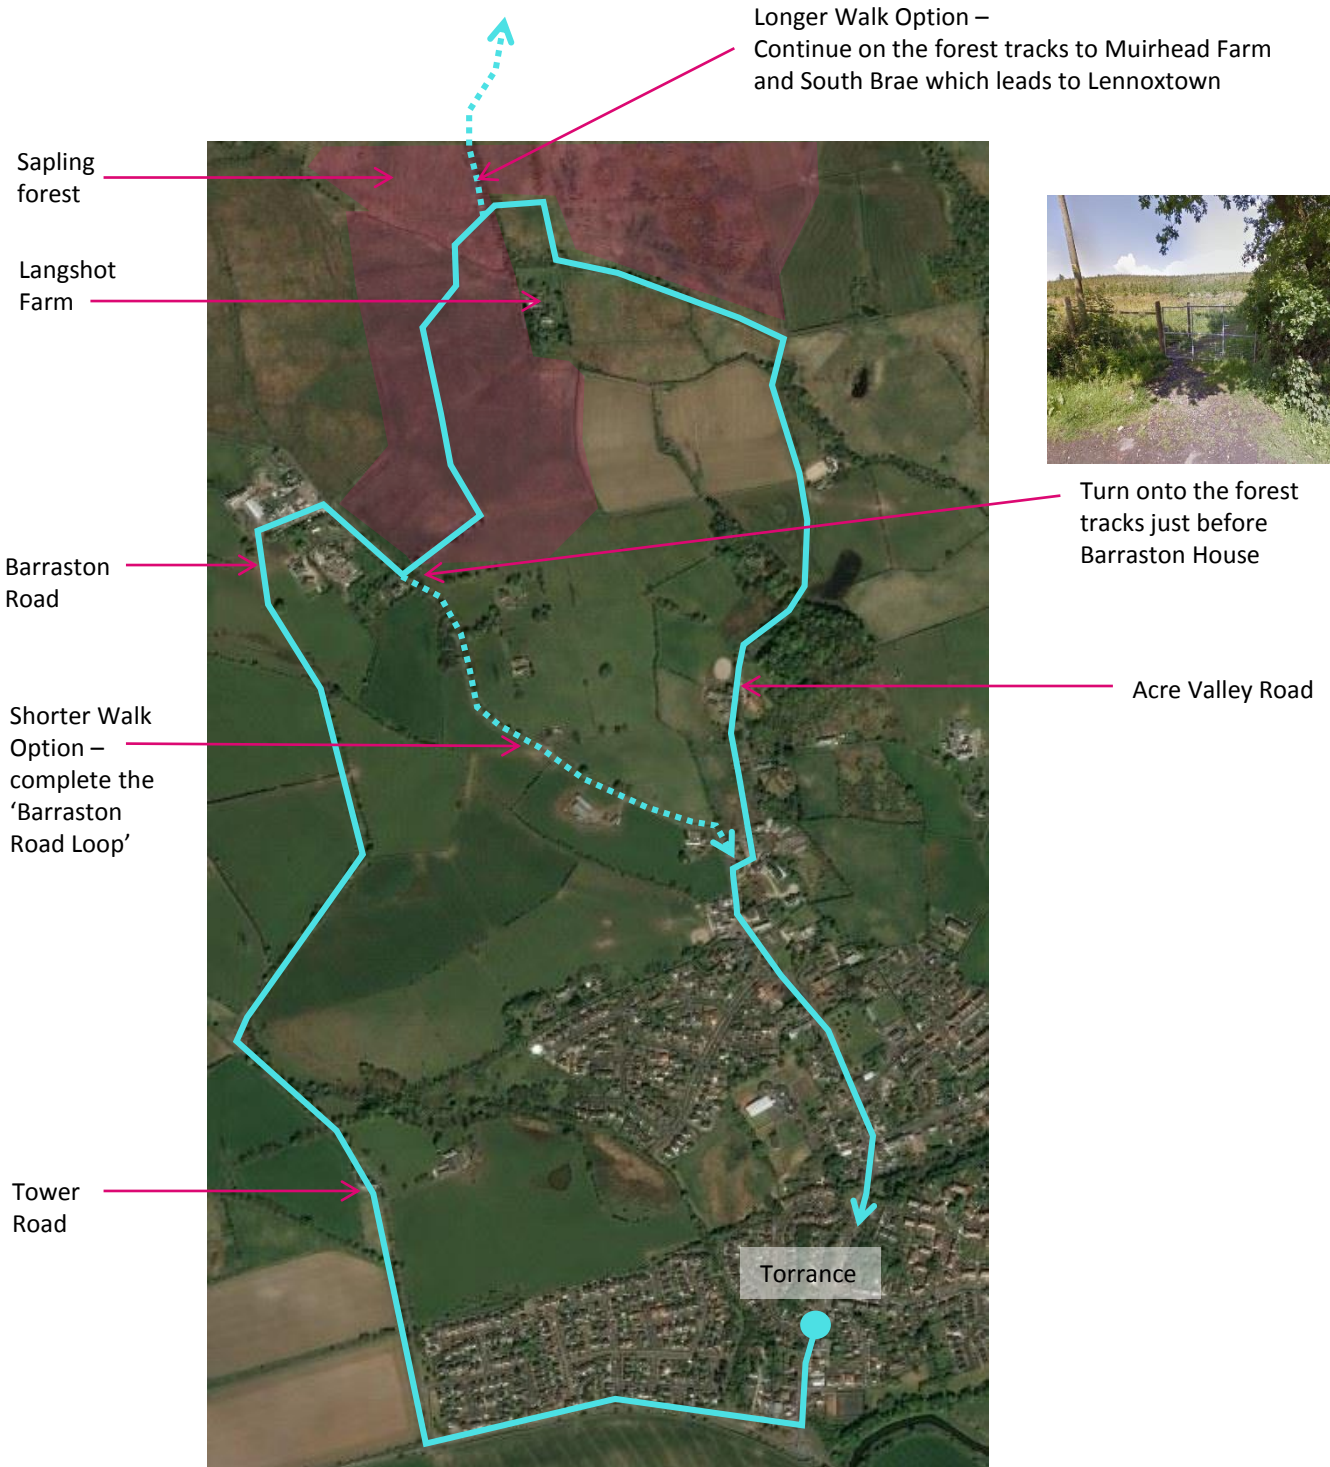 Longer Walk Option –
Continue on the forest tracks to Muirhead Farm
and South Brae which leads to Lennoxtown
Sapling
forest
Langshot
Farm
Turn onto the forest
tracks just before
Barraston House
Barraston
Road
Acre Valley Road
Shorter Walk
Option –
complete the
‘Barraston
Road Loop’
Tower
Road
Torrance